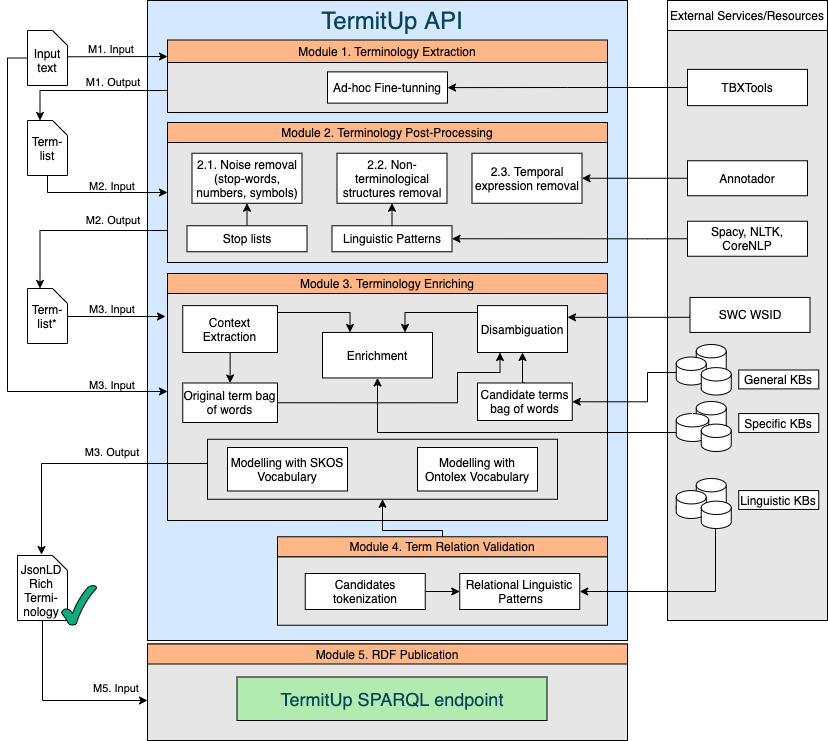 TermitUp API
External Services/Resources
Input
text
M1. Input
M1. Output
Module 1. Terminology Extraction
Ad-hoc Fine-tunning
TBXTools
Term-
list
M2. Input
M2. Output
Module 2. Terminology Post-Processing
2.1. Noise removal
(stop-words,
numbers, symbols)
2.2. Non-
terminological
structures removal
2.3. Temporal
expression removal
Stop lists
Linguistic Patterns
Annotador
Spacy, NLTK,
CoreNLP
Term-
list*
M3. Input
M3. Input
M3. Output
Module 3. Terminology Enriching
Context
Extraction
Enrichment
Disambiguation
Original term bag
of words
Candidate terms
bag of words
Modelling with SKOS
Vocabulary
Modelling with
Ontolex Vocabulary
SWC WSID
General KBs
Specific KBs
Linguistic KBs
Module 4. Term Relation Validation
Candidates
tokenization
Relational Linguistic
Patterns
JsonLD
Rich
Termi-
nology
M5. Input
Module 5. RDF Publication
TermitUp SPARQL endpoint